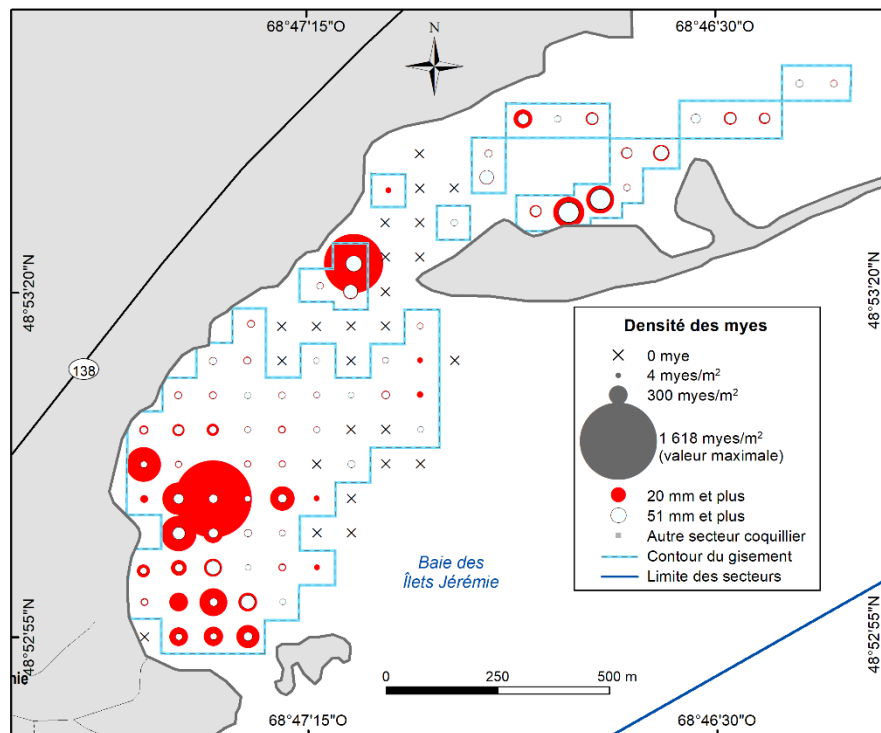 68°47'15"O
68°46'30"O
N
48°53'20"N
48°53'20"N
138
Densité des myes
0 mye
4 myes/m²
300 myes/m²
1 618 myes/m²
(valeur maximale)
20 mm et plus
51 mm et plus
Autre secteur coquillier
Contour du gisement
Limite des secteurs
Baie des
Îlets Jérémie
48°52'55"N
48°52'55"N
nie
0
250
500 m
68°47'15"O
68°46'30"O